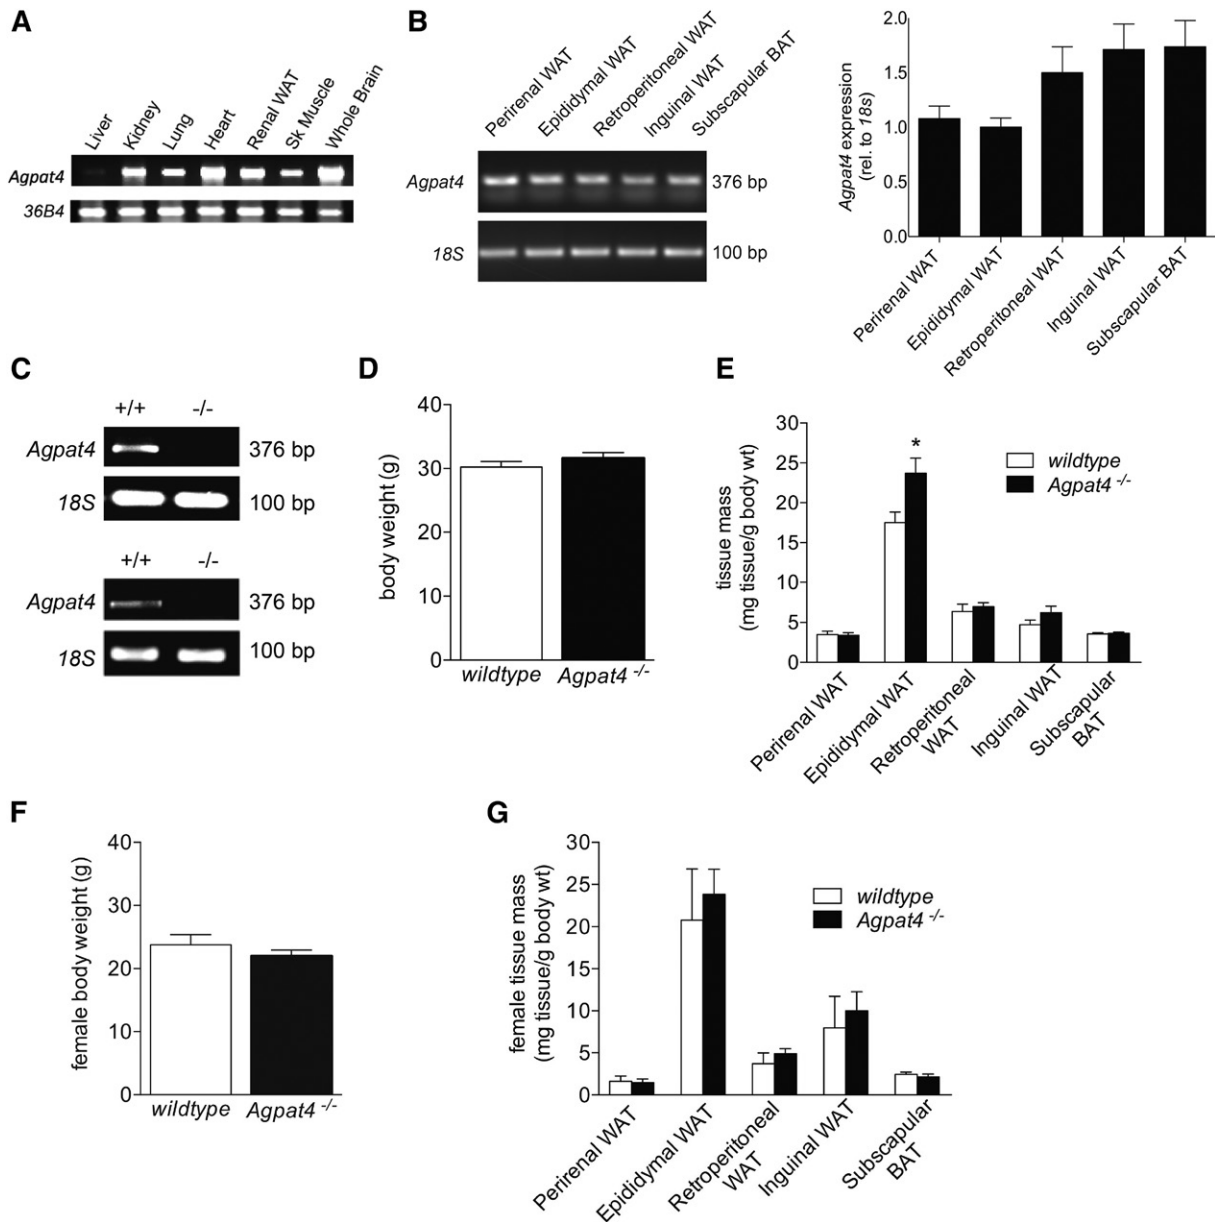 A
Liver
Kidney
Lung
Heart
Renal WAT
Sk Muscle
Whole Brain
Agpat4
36B4
B
Perirenal WAT
Epididymal WAT
Retroperitoneal WAT
Inguinal WAT
Subscapular BAT
Agpat4
376 bp
18S
100 bp
Agpat4 expression
(rel. to 18s)
2.0
1.5
1.0
0.5
0.0
Perirenal WAT
Epididymal WAT
Retroperitoneal WAT
Inguinal WAT
Subscapular BAT
C
+/+ -/-
Agpat4 376 bp
18S 100 bp
+/+ -/-
Agpat4 376 bp
18S 100 bp
D
body weight (g)
40
30
20
10
0
wildtype Agpat4 -/-
E
tissue mass
(mg tissue/g body wt)
30
25
20
15
10
5
0
*
wildtype
Agpat4 -/-
Perirenal WAT
Epididymal WAT
Retroperitoneal
WAT
Inguinal WAT
Subscapular
BAT
F
female body weight (g)
40
30
20
10
0
wildtype Agpat4 -/-
G
female tissue mass
(mg tissue/g body wt)
30
25
20
15
10
5
0
wildtype
Agpat4 -/-
Perirenal WAT
Epididymal WAT
Retroperitoneal
WAT
Inguinal WAT
Subscapular
BAT